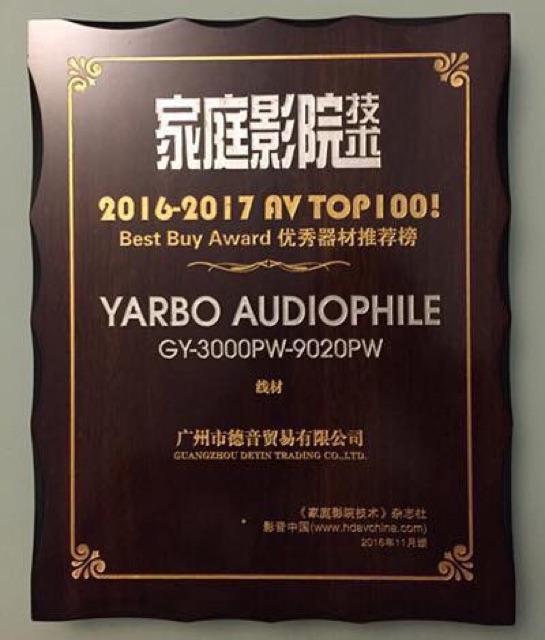 家庭影院技术
2016-2017 AV TOP100!
Best Buy Award 优秀器材推荐榜
YARBO AUDIOPHILE
GY-3000PW-9020PW
线材
广州市德音贸易有限公司
GUANGZHOU DEYIN TRADING CO.,LTD.
《家庭影院技术》杂志社
影音中国(www.hdavchina.com)
2016年11月颁